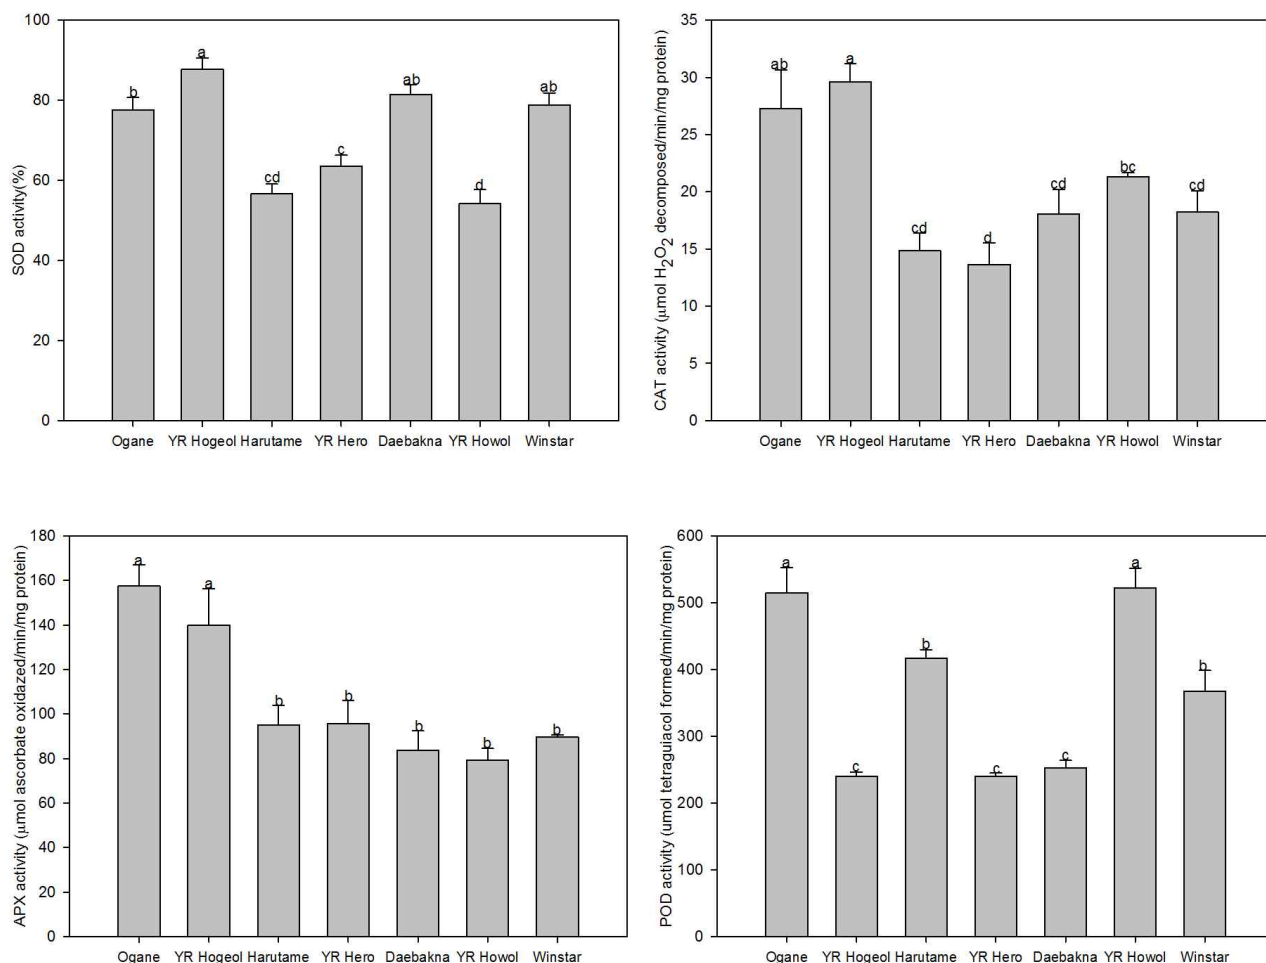 SOD activity(%)
100
80
60
40
20
0
b
a
cd
c
ab
d
ab
Ogane YR Hogeol Harutame YR Hero Daebakna YR Howol Winstar
CAT activity (μmol H2O2 decomposed/min/mg protein)
35
30
25
20
15
10
5
0
ab
a
cd
d
cd
bc
cd
Ogane YR Hogeol Harutame YR Hero Daebakna YR Howol Winstar
APX activity (μmol ascorbate oxidazed/min/mg protein)
180
160
140
120
100
80
60
40
20
0
a
a
b
b
b
b
b
Ogane YR Hogeol Harutame YR Hero Daebakna YR Howol Winstar
POD activity (umol tetraguiacol formed/min/mg protein)
600
500
400
300
200
100
0
a
c
b
c
c
a
b
Ogane YR Hogeol Harutame YR Hero Daebakna YR Howol Winstar